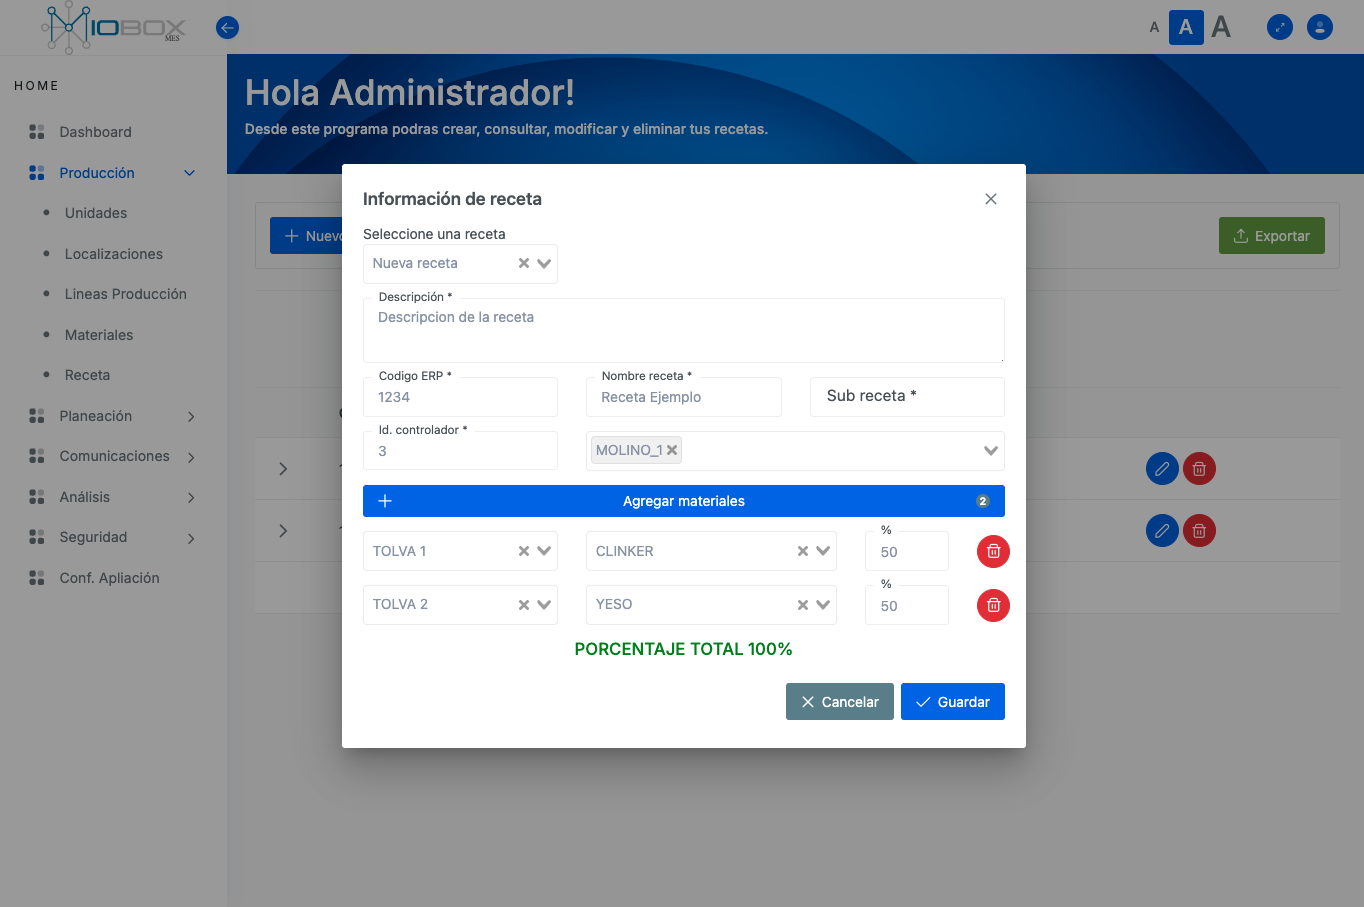 IOBOX
MES
A A A
HOME
Hola Administrador!
Desde este programa podras crear, consultar, modificar y eliminar tus recetas.
Dashboard
Producción
Unidades
Localizaciones
Lineas Producción
Materiales
Receta
Planeación
Comunicaciones
Análisis
Seguridad
Conf. Apliación
Exportar
Información de receta
Seleccione una receta
Nueva receta
Descripción *
Descripcion de la receta
Codigo ERP *
1234
Nombre receta *
Receta Ejemplo
Sub receta *
Id. controlador *
3
MOLINO_1
Agregar materiales
2
TOLVA 1
CLINKER
%
50
TOLVA 2
YESO
%
50
PORCENTAJE TOTAL 100%
Cancelar
Guardar